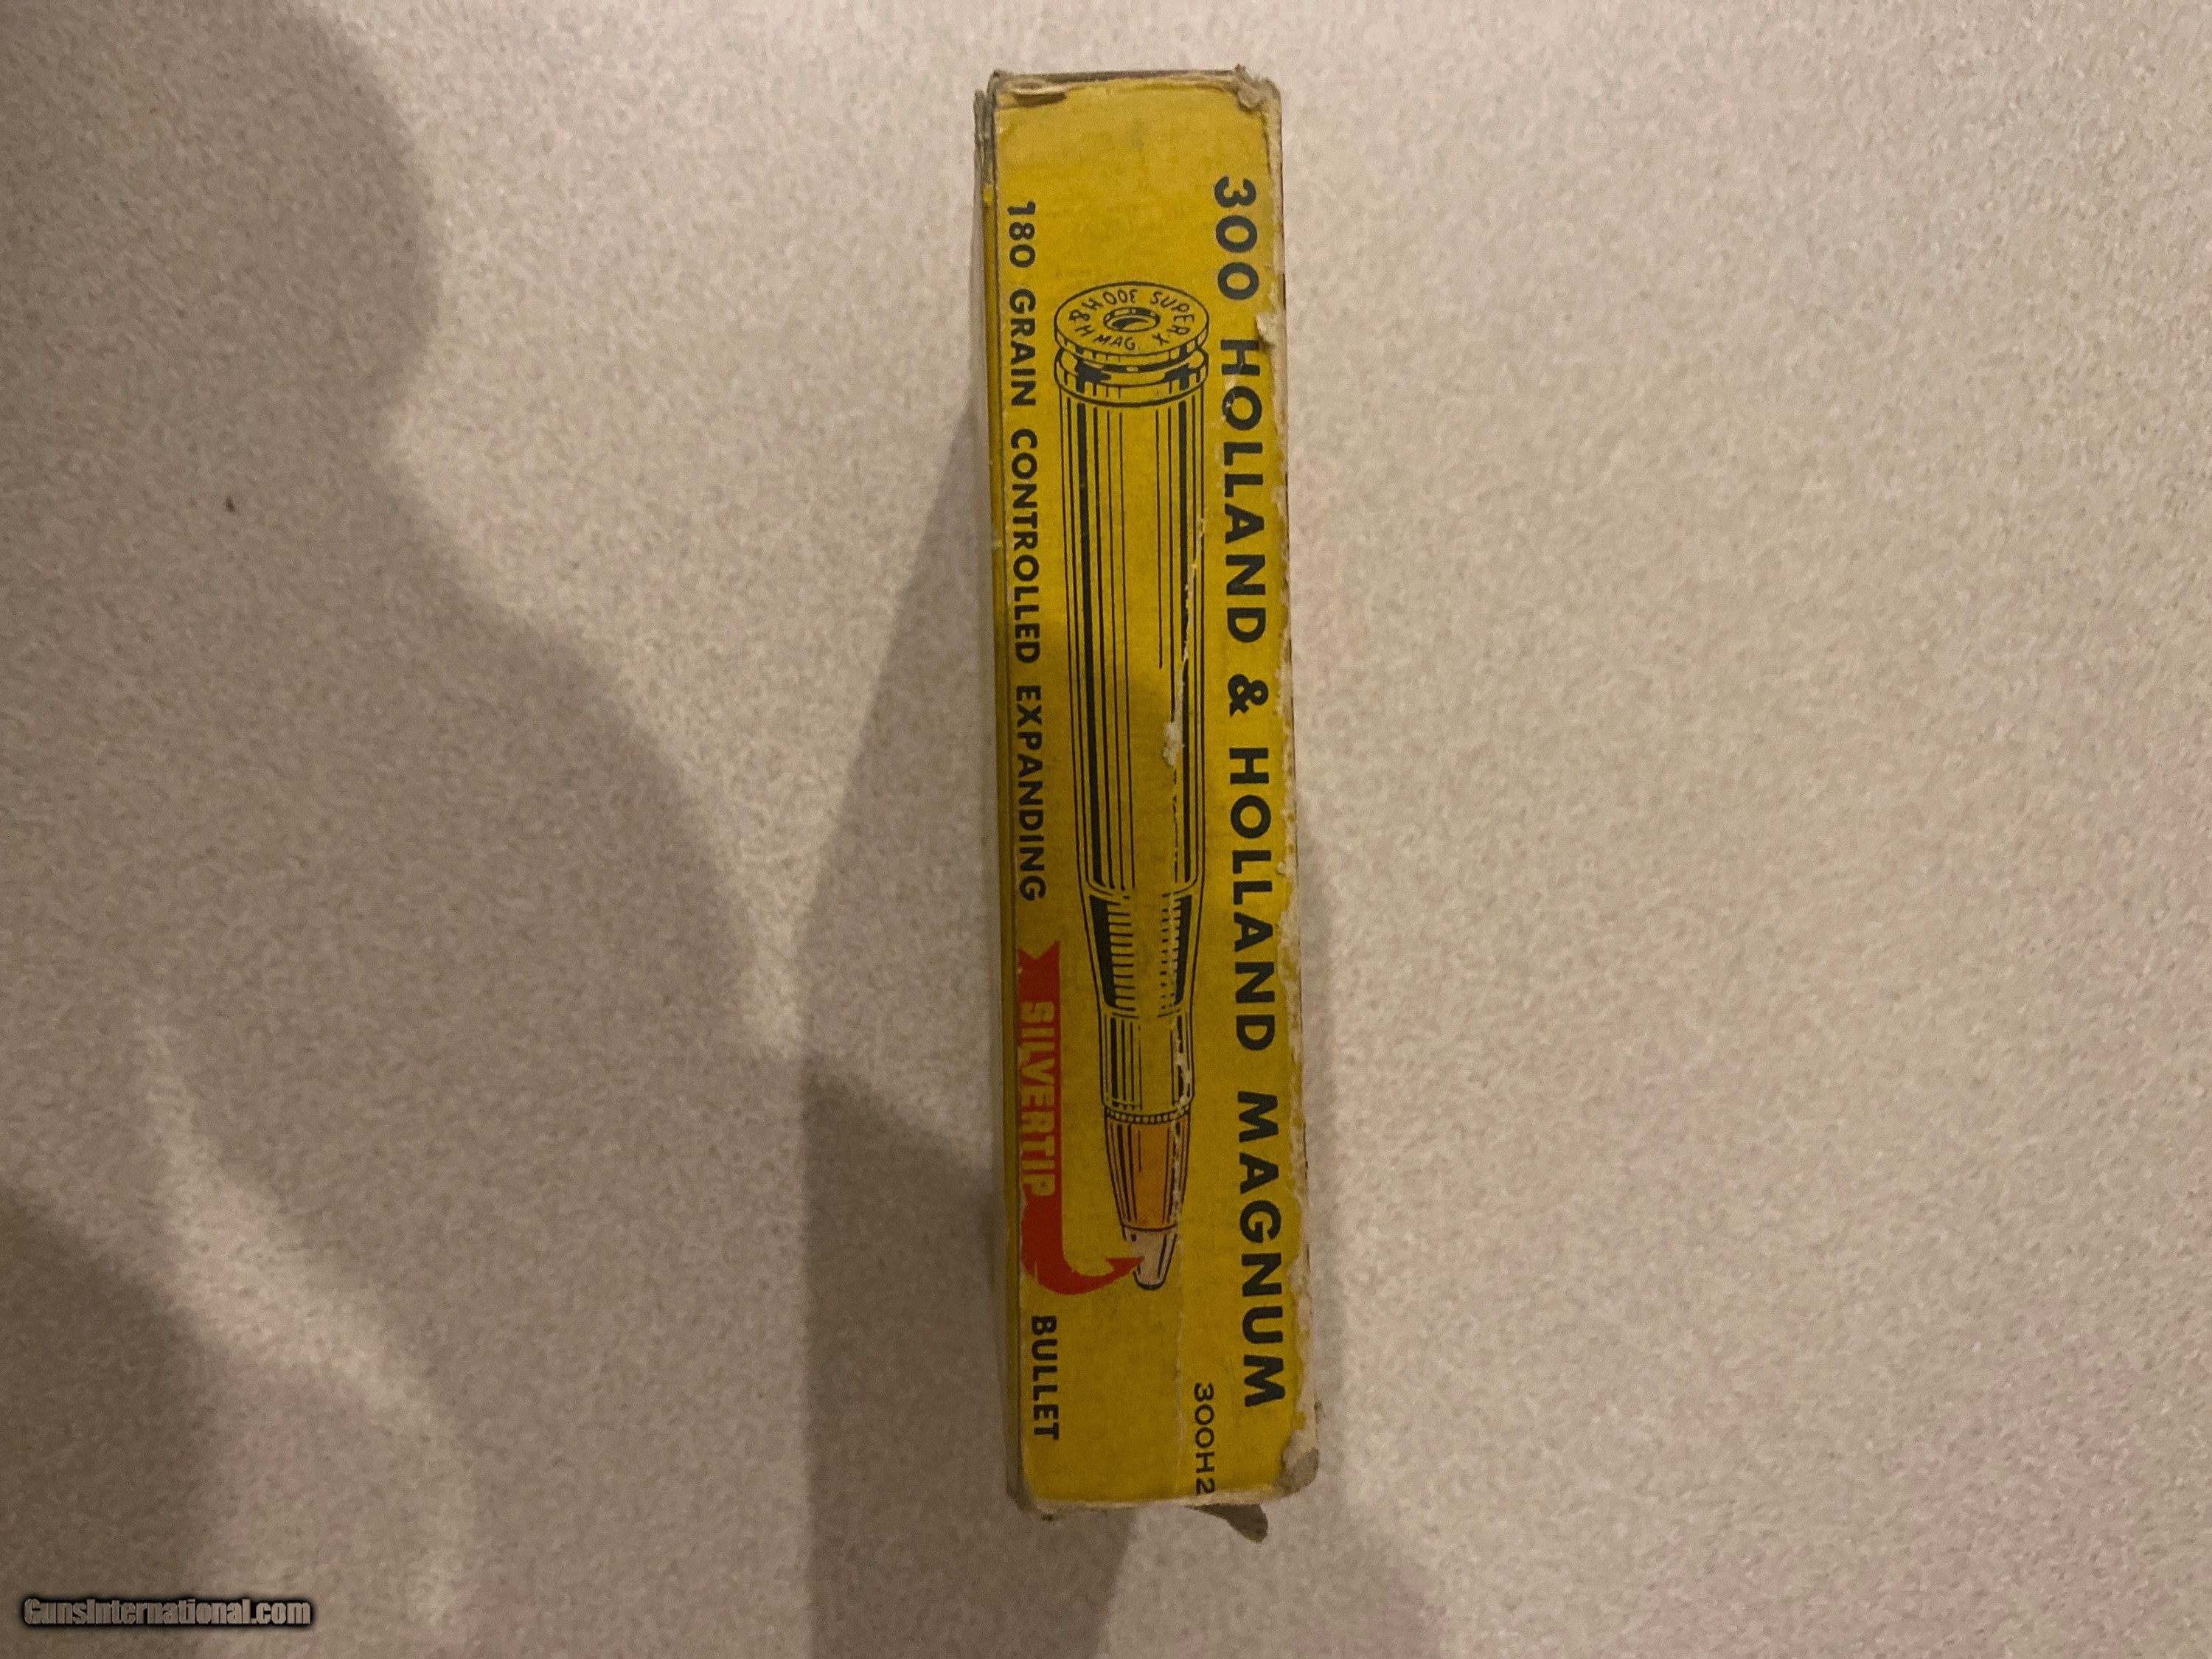 300 HOLLAND & HOLLAND MAGNUM
300H2
SUPER X
300 H&H MAG.
180 GRAIN CONTROLLED EXPANDING SILVERTIP BULLET
GunsInternational.com